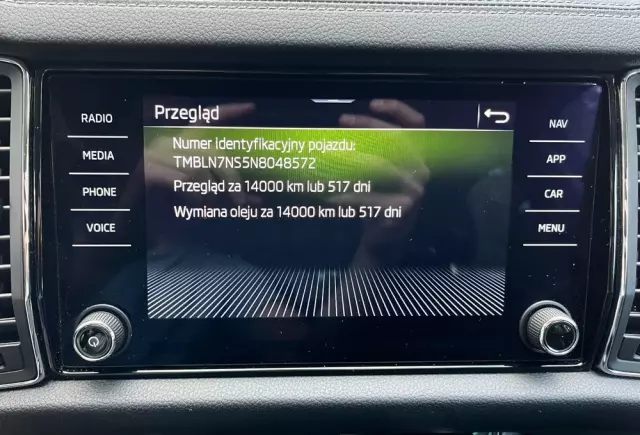 Przegląd
RADIO
MEDIA
PHONE
VOICE
Numer identyfikacyjny pojazdu:
TMBLN7NS5N8048572
Przegląd za 14000 km lub 517 dni
Wymiana oleju za 14000 km lub 517 dni
NAV
APP
CAR
MENU